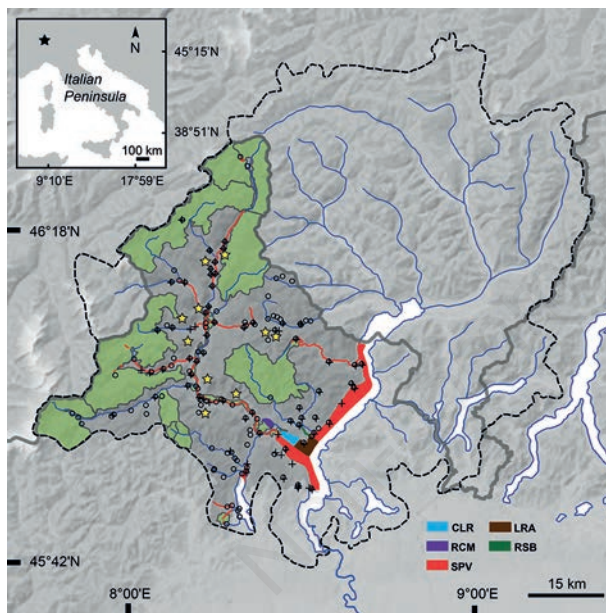 N
45°15'
Italian
Peninsula
38°51'
100 km
9°10'E
17°59'E
46°18'
45°42'
CLR
LRA
RCM
RSB
SPV
8°00'E
9°00'E
15 km